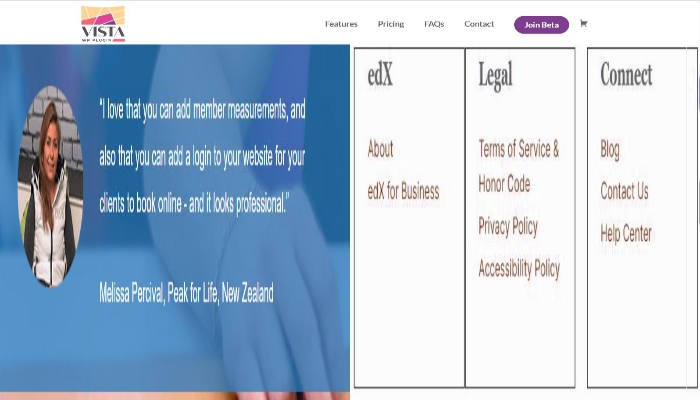 VISTA
WP PLUGIN
Features Pricing FAQs Contact Join Beta
"I love that you can add member measurements, and
also that you can add a login to your website for your
clients to book online - and it looks professional."
Melissa Percival, Peak for Life, New Zealand
edX
About
edX for Business
Legal
Terms of Service &
Honor Code
Privacy Policy
Accessibility Policy
Connect
Blog
Contact Us
Help Center